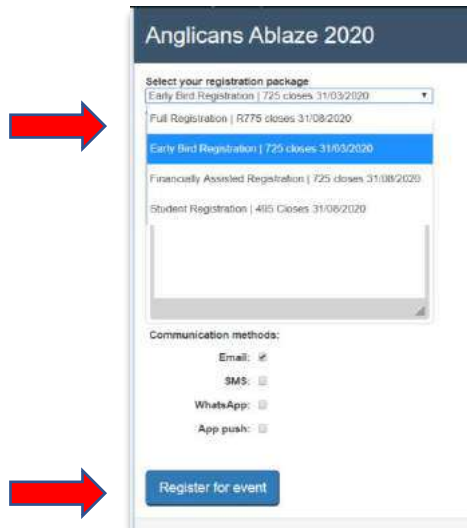 Anglicans Ablaze 2020
Select your registration package
Early Bird Registration | 725 closes 31/03/2020
Full Registration | R775 closes 31/08/2020
Early Bird Registration | 725 closes 31/03/2020
Financially Assisted Registration | 725 closes 31/08/2020
Student Registration | 495 Closes 31/08/2020
Communication methods:
Email:
SMS:
WhatsApp:
App push:
Register for event